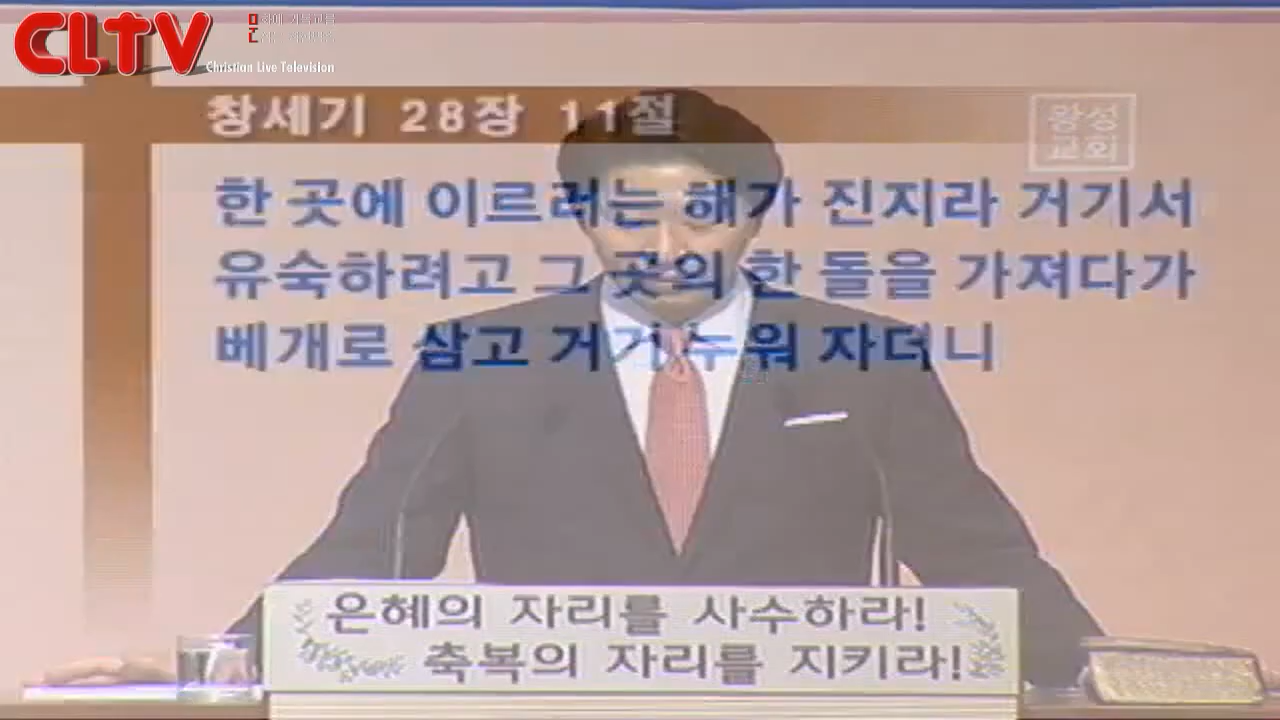 CLTV
Christian Live Television
창세기 28장 11절
왕성
교회
한 곳에 이르러는 해가 진지라 거기서
유숙하려고 그 곳의 한 돌을 가져다가
베개로 삼고 거기 누워 자더니
은혜의 자리를 사수하라!
축복의 자리를 지키라!